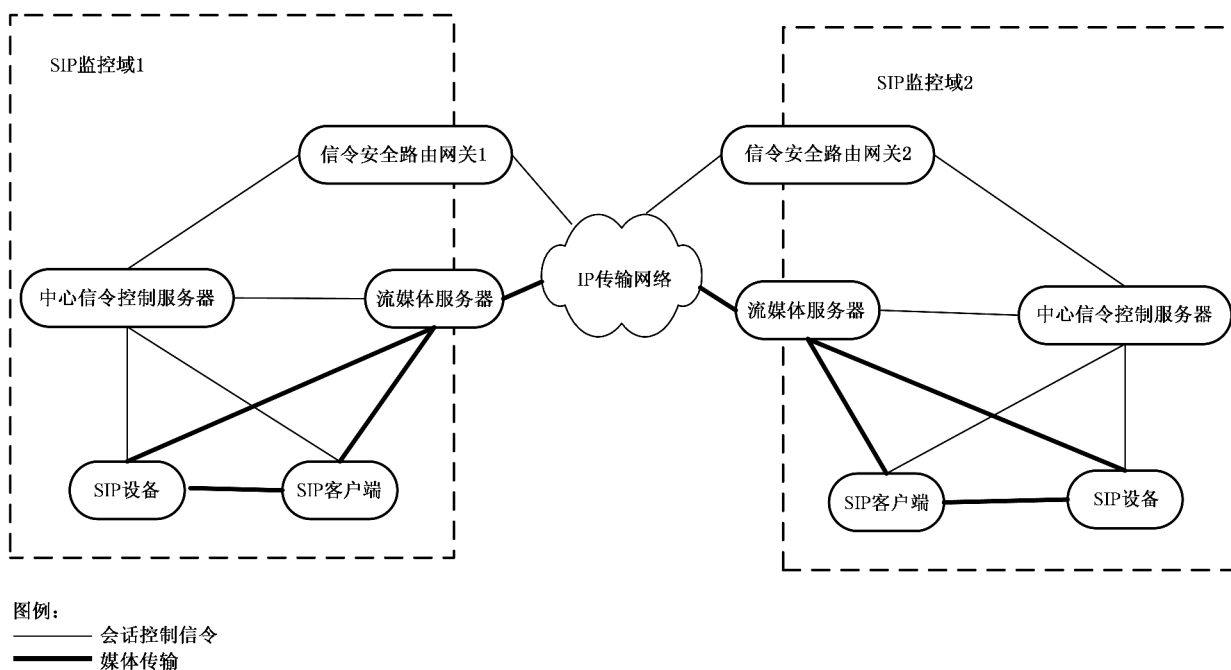 SIP监控域1
SIP监控域2
信令安全路由网关1
信令安全路由网关2
中心信令控制服务器
流媒体服务器
IP传输网络
流媒体服务器
中心信令控制服务器
SIP设备
SIP客户端
SIP客户端
SIP设备
图例：
会话控制信令
媒体传输